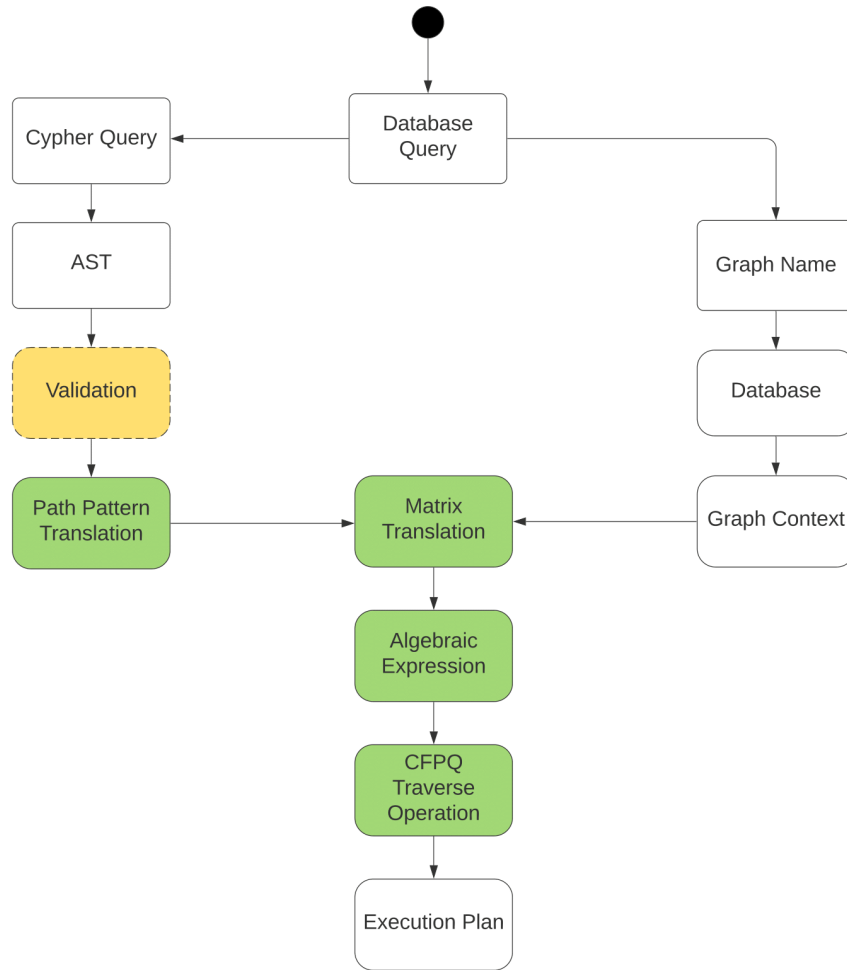 Database
Query
Cypher Query
AST
Graph Name
Validation
Database
Path Pattern
Translation
Matrix
Translation
Graph Context
Algebraic
Expression
CFPQ
Traverse
Operation
Execution Plan